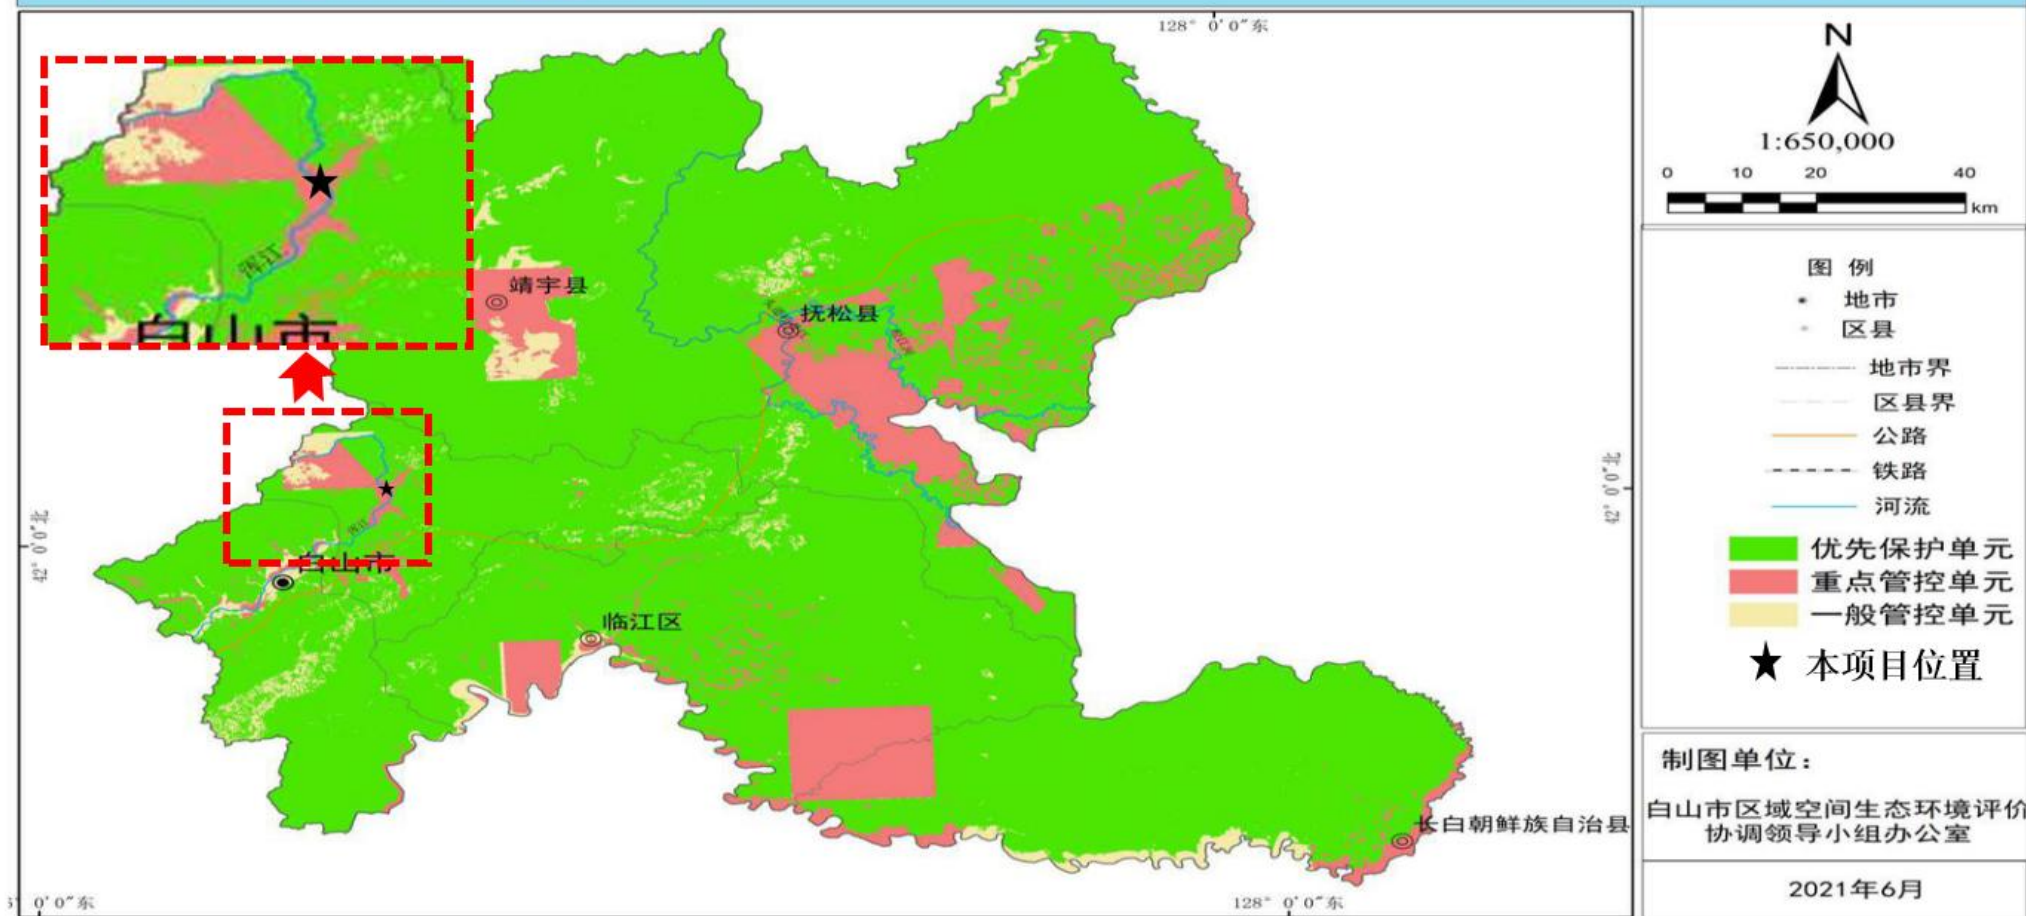 128° 0′0″东
浑江
白山市
靖宇县
抚松县
浑江
白山市
临江区
长白朝鲜族自治县
42° 0′0″北
42° 0′0″北
0′0″东
128° 0′0″东
N
1:650,000
0 10 20 40
km
图 例
地市
区县
地市界
区县界
公路
铁路
河流
优先保护单元
重点管控单元
一般管控单元
本项目位置
制图单位：
白山市区域空间生态环境评价
协调领导小组办公室
2021年6月